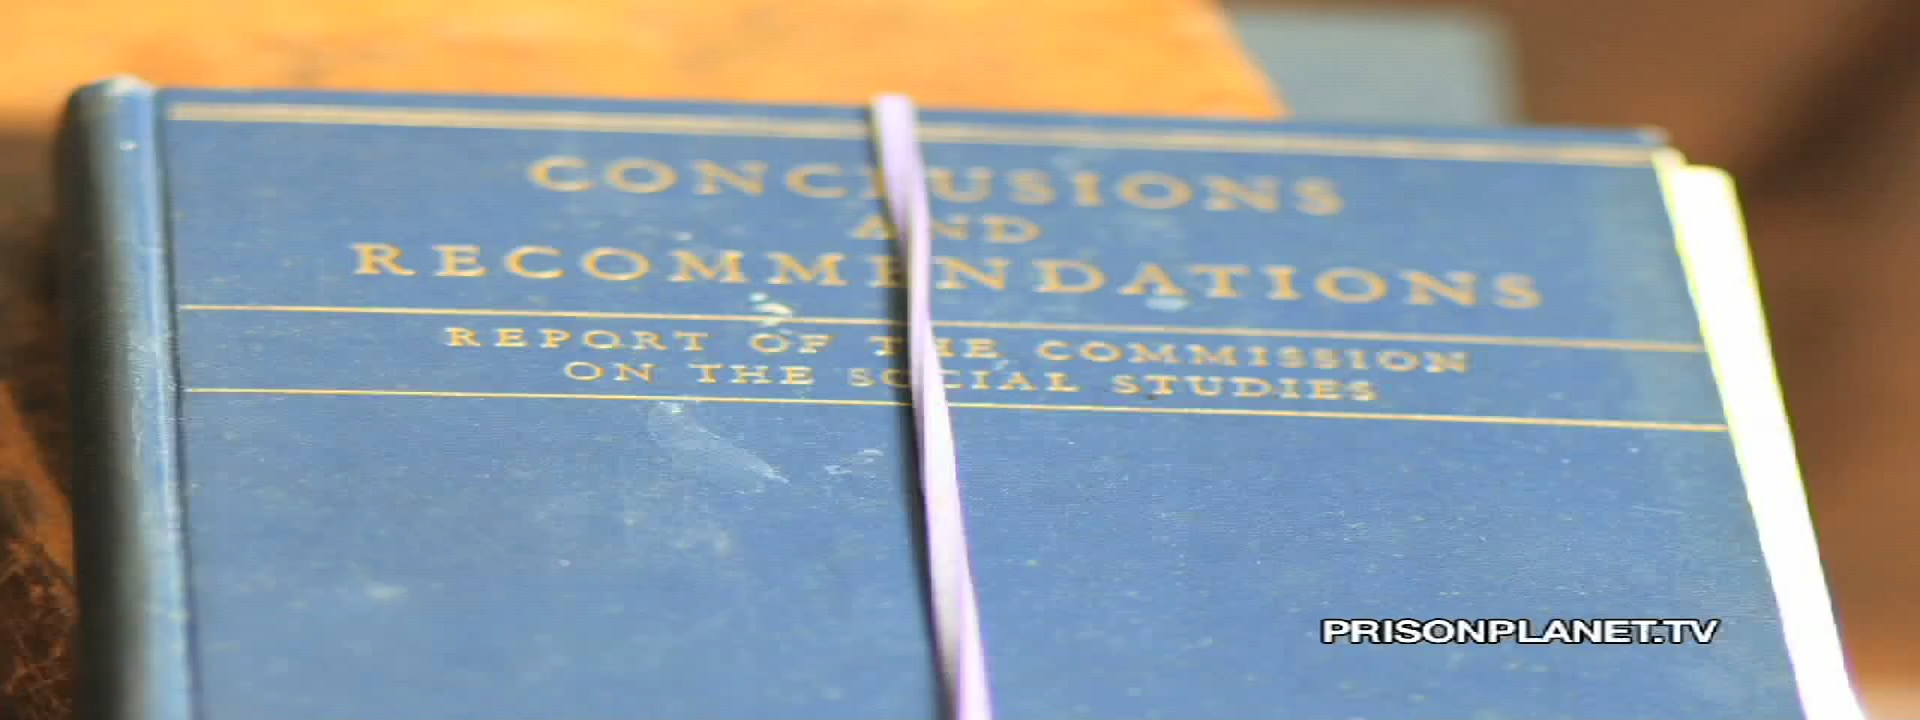 CONCLUSIONS
AND
RECOMMENDATIONS
REPORT OF THE COMMISSION
ON THE SOCIAL STUDIES
PRISONPLANET.TV